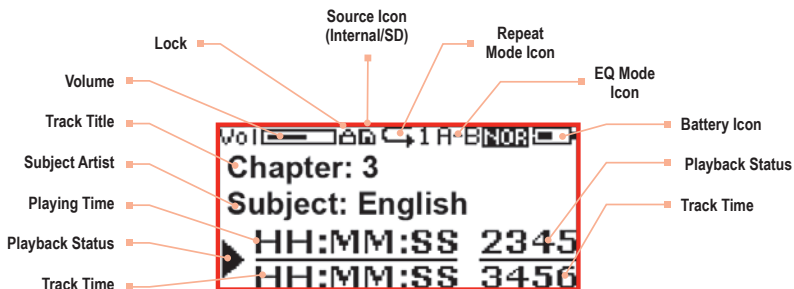 Source Icon
(Internal/SD)
Repeat
Mode Icon
Lock
EQ Mode
Icon
Volume
Battery Icon
Track Title
Subject Artist
Playing Time
Playback Status
Track Time
Playback Status
Track Time
Vol 1 A-B NOR
Chapter: 3
Subject: English
HH:MM:SS 2345
HH:MM:SS 3456